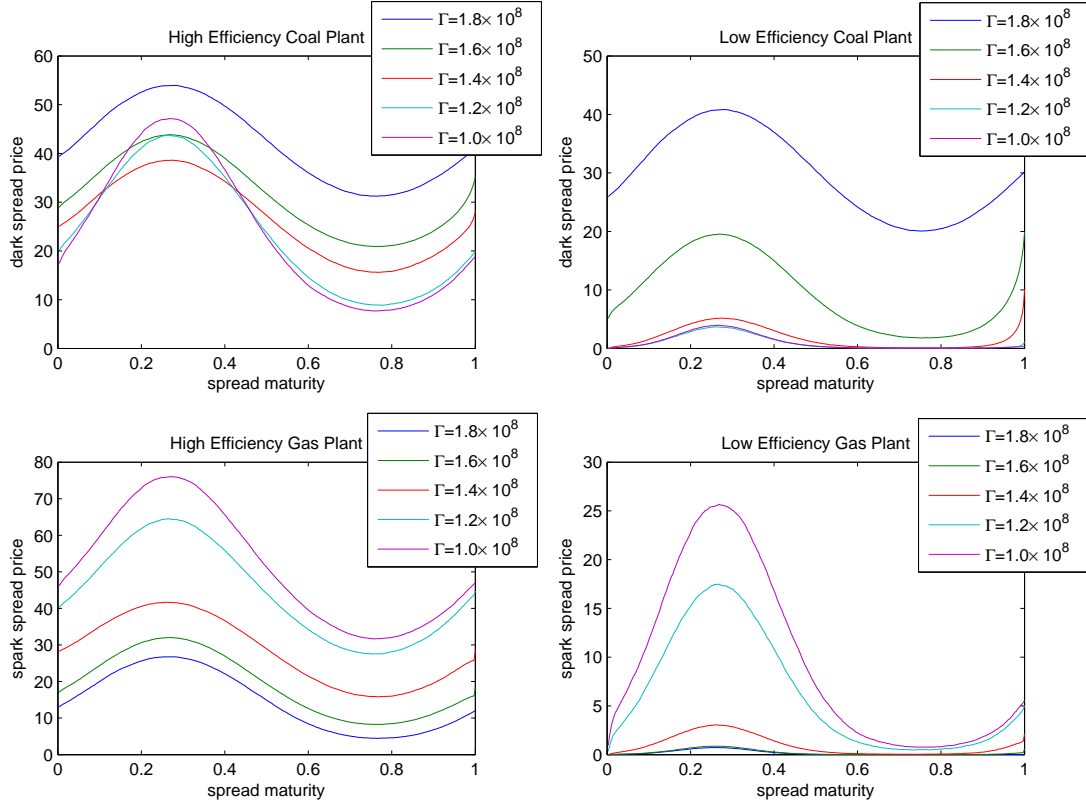 High Efficiency Coal Plant
Γ=1.8× 10^8
Γ=1.6× 10^8
Γ=1.4× 10^8
Γ=1.2× 10^8
Γ=1.0× 10^8
60
50
40
30
20
10
0
dark spread price
0 0.2 0.4 0.6 0.8 1
spread maturity
Low Efficiency Coal Plant
Γ=1.8× 10^8
Γ=1.6× 10^8
Γ=1.4× 10^8
Γ=1.2× 10^8
Γ=1.0× 10^8
50
40
30
20
10
0
dark spread price
0 0.2 0.4 0.6 0.8 1
spread maturity
High Efficiency Gas Plant
Γ=1.8× 10^8
Γ=1.6× 10^8
Γ=1.4× 10^8
Γ=1.2× 10^8
Γ=1.0× 10^8
80
70
60
50
40
30
20
10
0
spark spread price
0 0.2 0.4 0.6 0.8 1
spread maturity
Low Efficiency Gas Plant
Γ=1.8× 10^8
Γ=1.6× 10^8
Γ=1.4× 10^8
Γ=1.2× 10^8
Γ=1.0× 10^8
30
25
20
15
10
5
0
spark spread price
0 0.2 0.4 0.6 0.8 1
spread maturity